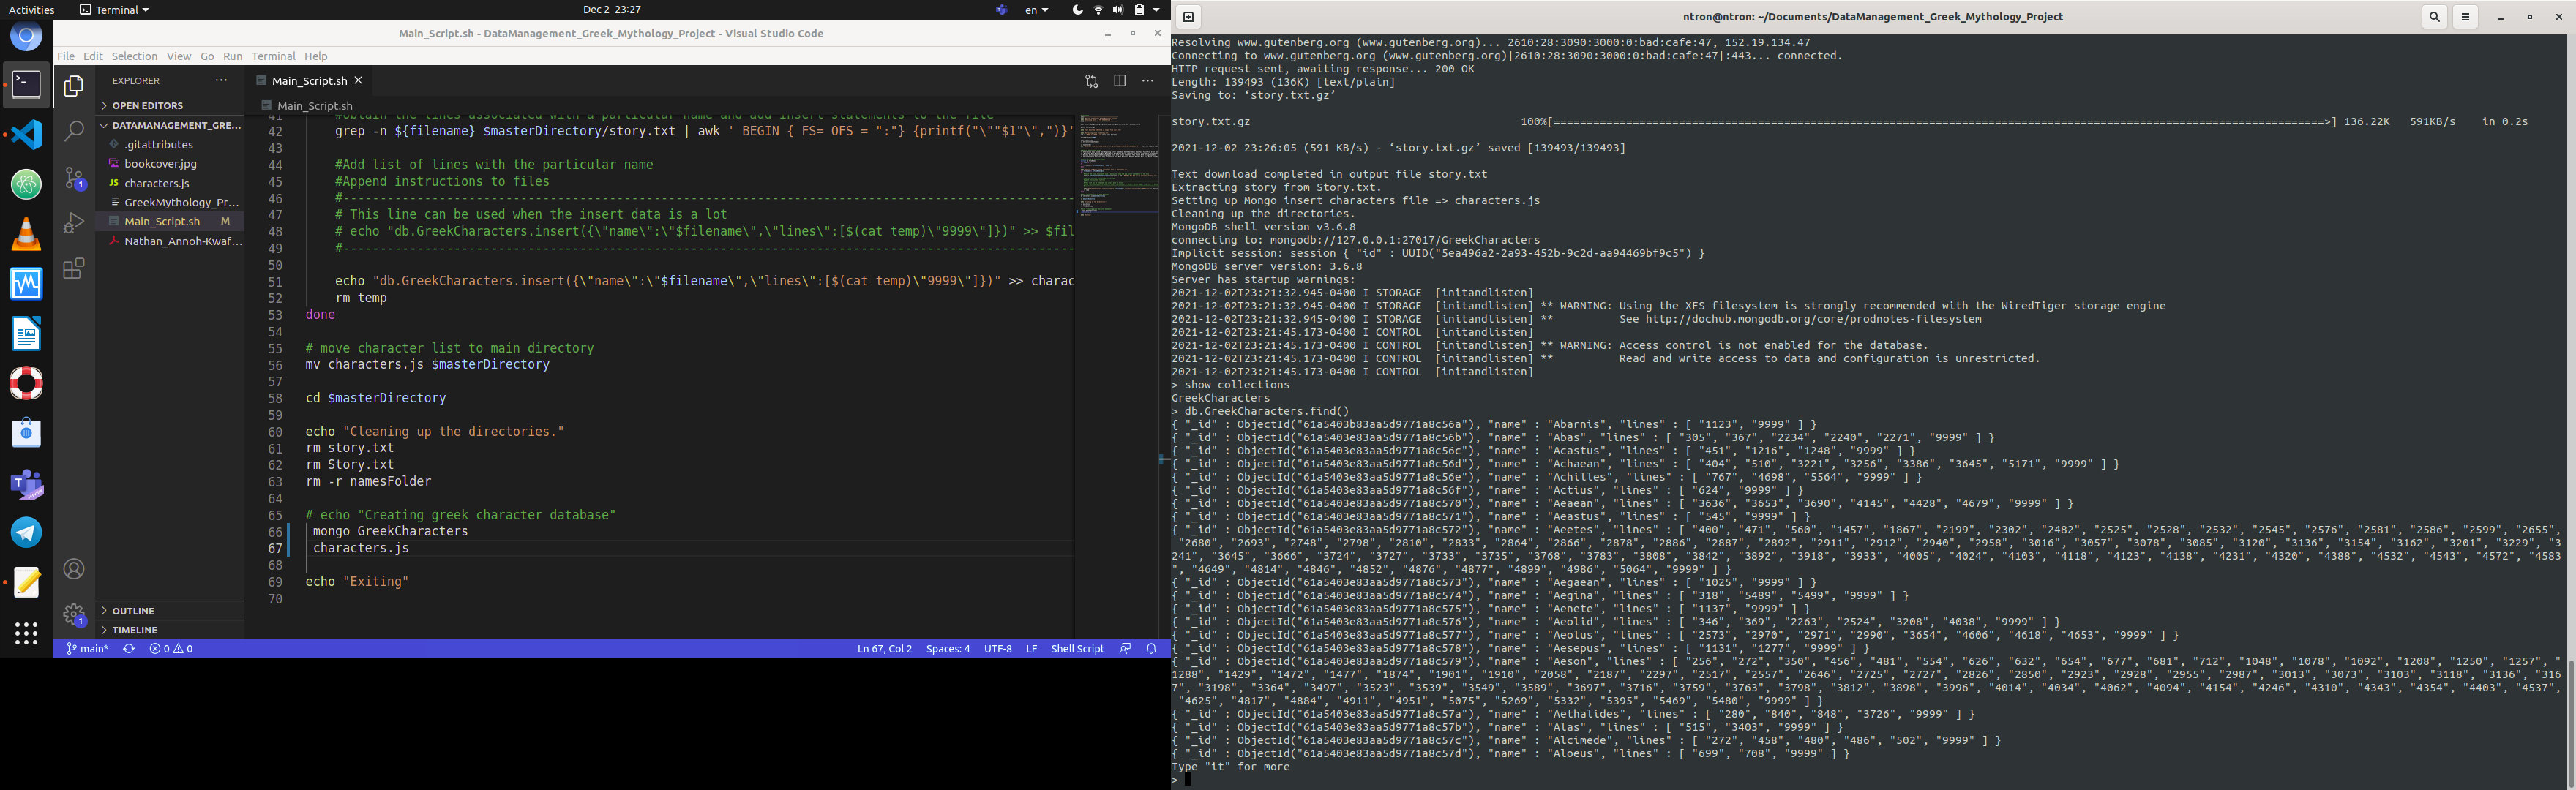 Activities
Terminal
Dec 2 23:27
en
Main_Script.sh - DataManagement_Greek_Mythology_Project - Visual Studio Code
File Edit Selection View Go Run Terminal Help
EXPLORER
OPEN EDITORS
DATAMANAGEMENT_GRE...
.gitattributes
bookcover.jpg
JS characters.js
GreekMythology_Pr...
Main_Script.sh M
Nathan_Annoh-Kwaf...
OUTLINE
TIMELINE
Main_Script.sh
Main_Script.sh
41 #Obtain the lines associated with a particular name and add insert statements to the file
42 grep -n ${filename} $masterDirectory/story.txt | awk ' BEGIN { FS= OFS = ":"} {printf("\""$1"\",")}'
43
44 #Add list of lines with the particular name
45 #Append instructions to files
46 #-----------------------------------------------------------------------------------------
47 # This line can be used when the insert data is a lot
48 # echo "db.GreekCharacters.insert({\"name\":\"$filename\",\"lines\":[$(cat temp)\"9999\"]})" >> $fil
49 #-----------------------------------------------------------------------------------------
50
51 echo "db.GreekCharacters.insert({\"name\":\"$filename\",\"lines\":[$(cat temp)\"9999\"]})" >> charac
52 rm temp
53 done
54
55 # move character list to main directory
56 mv characters.js $masterDirectory
57
58 cd $masterDirectory
59
60 echo "Cleaning up the directories."
61 rm story.txt
62 rm Story.txt
63 rm -r namesFolder
64
65 # echo "Creating greek character database"
66 mongo GreekCharacters
67 characters.js
68
69 echo "Exiting"
70
main* 0 0 Ln 67, Col 2 Spaces: 4 UTF-8 LF Shell Script
ntron@ntron: ~/Documents/DataManagement_Greek_Mythology_Project
Resolving www.gutenberg.org (www.gutenberg.org)... 2610:28:3090:3000:0:bad:cafe:47, 152.19.134.47
Connecting to www.gutenberg.org (www.gutenberg.org)|2610:28:3090:3000:0:bad:cafe:47|:443... connected.
HTTP request sent, awaiting response... 200 OK
Length: 139493 (136K) [text/plain]
Saving to: ‘story.txt.gz’
story.txt.gz 100%[=====================================================>] 136.22K 591KB/s in 0.2s
2021-12-02 23:26:05 (591 KB/s) - ‘story.txt.gz’ saved [139493/139493]
Text download completed in output file story.txt
Extracting story from Story.txt.
Setting up Mongo insert characters file => characters.js
Cleaning up the directories.
MongoDB shell version v3.6.8
connecting to: mongodb://127.0.0.1:27017/GreekCharacters
Implicit session: session { "id" : UUID("5ea496a2-2a93-452b-9c2d-aa94469bf9c5") }
MongoDB server version: 3.6.8
Server has startup warnings:
2021-12-02T23:21:32.945-0400 I STORAGE [initandlisten]
2021-12-02T23:21:32.945-0400 I STORAGE [initandlisten] ** WARNING: Using the XFS filesystem is strongly recommended with the WiredTiger storage engine
2021-12-02T23:21:32.945-0400 I STORAGE [initandlisten] ** See http://dochub.mongodb.org/core/prodnotes-filesystem
2021-12-02T23:21:45.173-0400 I CONTROL [initandlisten]
2021-12-02T23:21:45.173-0400 I CONTROL [initandlisten] ** WARNING: Access control is not enabled for the database.
2021-12-02T23:21:45.173-0400 I CONTROL [initandlisten] ** Read and write access to data and configuration is unrestricted.
2021-12-02T23:21:45.173-0400 I CONTROL [initandlisten]
> show collections
GreekCharacters
> db.GreekCharacters.find()
{ "_id" : ObjectId("61a5403b83aa5d9771a8c56a"), "name" : "Abarnis", "lines" : [ "1123", "9999" ] }
{ "_id" : ObjectId("61a5403e83aa5d9771a8c56b"), "name" : "Abas", "lines" : [ "305", "367", "2234", "2240", "2271", "9999" ] }
{ "_id" : ObjectId("61a5403e83aa5d9771a8c56c"), "name" : "Acastus", "lines" : [ "451", "1216", "1248", "9999" ] }
{ "_id" : ObjectId("61a5403e83aa5d9771a8c56d"), "name" : "Achaean", "lines" : [ "404", "510", "3221", "3256", "3386", "3645", "5171", "9999" ] }
{ "_id" : ObjectId("61a5403e83aa5d9771a8c56e"), "name" : "Achilles", "lines" : [ "767", "4698", "5564", "9999" ] }
{ "_id" : ObjectId("61a5403e83aa5d9771a8c56f"), "name" : "Actius", "lines" : [ "624", "9999" ] }
{ "_id" : ObjectId("61a5403e83aa5d9771a8c570"), "name" : "Aeaean", "lines" : [ "3636", "3653", "3690", "4145", "4428", "4679", "9999" ] }
{ "_id" : ObjectId("61a5403e83aa5d9771a8c571"), "name" : "Aeastus", "lines" : [ "545", "9999" ] }
{ "_id" : ObjectId("61a5403e83aa5d9771a8c572"), "name" : "Aeetes", "lines" : [ "400", "471", "560", "1457", "1867", "2199", "2302", "2482", "2525", "2528", "2532", "2545", "2576", "2581", "2586", "2599", "2655",
"2680", "2693", "2748", "2798", "2810", "2833", "2864", "2866", "2878", "2886", "2887", "2892", "2911", "2912", "2940", "2958", "3016", "3057", "3078", "3085", "3120", "3136", "3154", "3162", "3201", "3229", "3
241", "3645", "3666", "3724", "3727", "3733", "3735", "3768", "3783", "3808", "3842", "3892", "3918", "3933", "4005", "4024", "4103", "4118", "4123", "4138", "4231", "4320", "4388", "4532", "4543", "4572", "4583
", "4649", "4814", "4846", "4852", "4876", "4877", "4899", "4986", "5064", "9999" ] }
{ "_id" : ObjectId("61a5403e83aa5d9771a8c573"), "name" : "Aegaean", "lines" : [ "1025", "9999" ] }
{ "_id" : ObjectId("61a5403e83aa5d9771a8c574"), "name" : "Aegina", "lines" : [ "318", "5489", "5499", "9999" ] }
{ "_id" : ObjectId("61a5403e83aa5d9771a8c575"), "name" : "Aenete", "lines" : [ "1137", "9999" ] }
{ "_id" : ObjectId("61a5403e83aa5d9771a8c576"), "name" : "Aeolid", "lines" : [ "346", "369", "2263", "2524", "3208", "4038", "9999" ] }
{ "_id" : ObjectId("61a5403e83aa5d9771a8c577"), "name" : "Aeolus", "lines" : [ "2573", "2970", "2971", "2990", "3654", "4606", "4618", "4653", "9999" ] }
{ "_id" : ObjectId("61a5403e83aa5d9771a8c578"), "name" : "Aesepus", "lines" : [ "1131", "1277", "9999" ] }
{ "_id" : ObjectId("61a5403e83aa5d9771a8c579"), "name" : "Aeson", "lines" : [ "256", "272", "350", "456", "481", "554", "626", "632", "654", "677", "681", "712", "1048", "1078", "1092", "1208", "1250", "1257", "
1288", "1429", "1472", "1477", "1874", "1901", "1910", "2058", "2187", "2297", "2517", "2557", "2646", "2725", "2727", "2826", "2850", "2923", "2928", "2955", "2987", "3013", "3073", "3103", "3118", "3136", "316
7", "3198", "3364", "3497", "3523", "3539", "3549", "3589", "3697", "3716", "3759", "3763", "3798", "3812", "3898", "3996", "4014", "4034", "4062", "4094", "4154", "4246", "4310", "4343", "4354", "4403", "4537",
"4625", "4817", "4884", "4911", "4951", "5075", "5269", "5332", "5395", "5469", "5480", "9999" ] }
{ "_id" : ObjectId("61a5403e83aa5d9771a8c57a"), "name" : "Aethalides", "lines" : [ "280", "840", "848", "3726", "9999" ] }
{ "_id" : ObjectId("61a5403e83aa5d9771a8c57b"), "name" : "Alas", "lines" : [ "515", "3403", "9999" ] }
{ "_id" : ObjectId("61a5403e83aa5d9771a8c57c"), "name" : "Alcimede", "lines" : [ "272", "458", "480", "486", "502", "9999" ] }
{ "_id" : ObjectId("61a5403e83aa5d9771a8c57d"), "name" : "Aloeus", "lines" : [ "699", "708", "9999" ] }
Type "it" for more
>